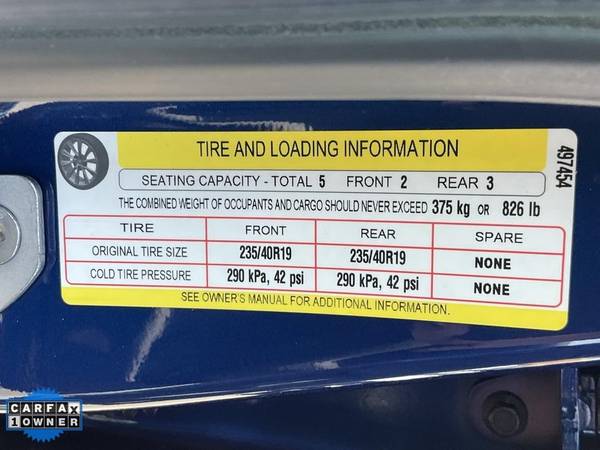 TIRE AND LOADING INFORMATION
SEATING CAPACITY - TOTAL 5 FRONT 2 REAR 3
THE COMBINED WEIGHT OF OCCUPANTS AND CARGO SHOULD NEVER EXCEED 375 kg OR 826 lb
TIRE FRONT REAR SPARE
ORIGINAL TIRE SIZE 235/40R19 235/40R19 NONE
COLD TIRE PRESSURE 290 kPa, 42 psi 290 kPa, 42 psi NONE
SEE OWNER'S MANUAL FOR ADDITIONAL INFORMATION.
497454
CARFAX
1 OWNER